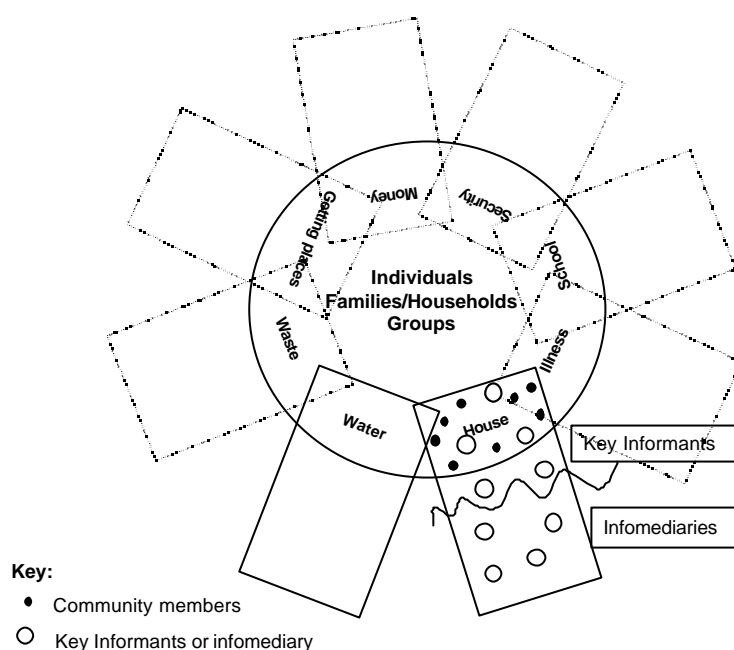 Money
Security
Getting places
School
Individuals
Families/Households
Groups
Waste
Illness
Water
House
Key Informants
Infomediaries
Key:
Community members
Key Informants or infomediary